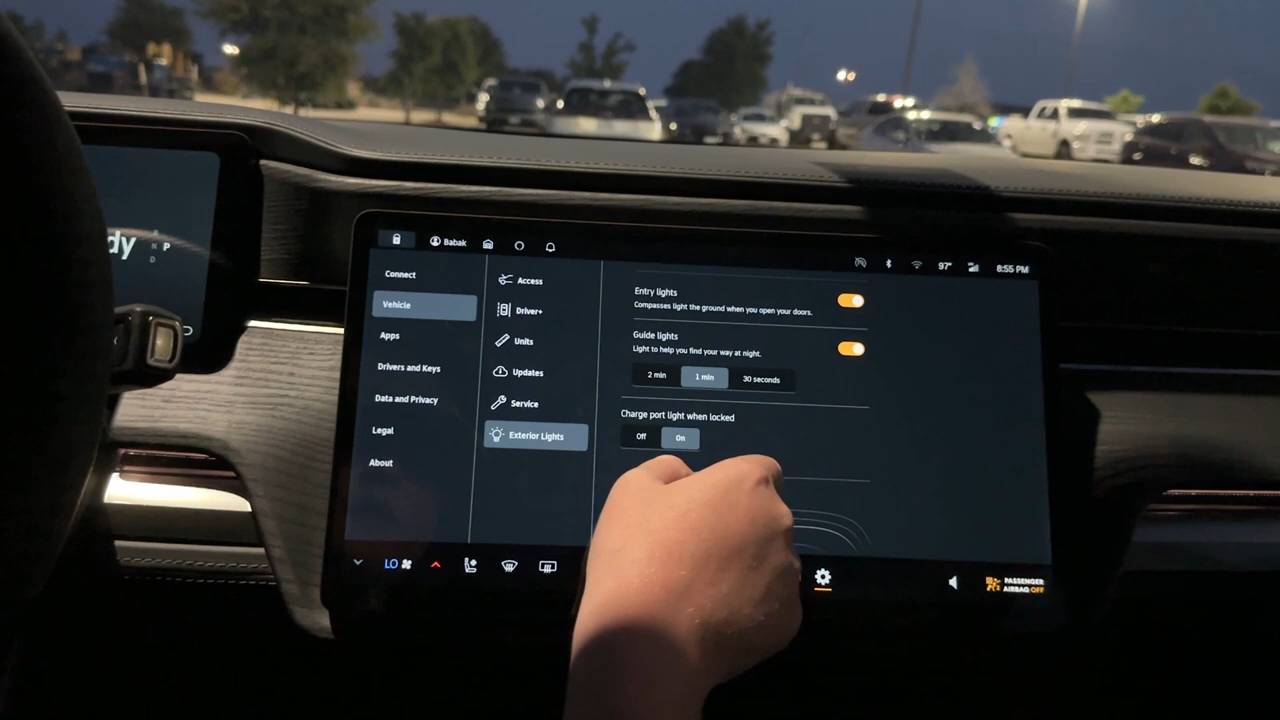 dy
R
N P
D
Babak
97°
8:55 PM
Connect
Vehicle
Apps
Drivers and Keys
Data and Privacy
Legal
About
Access
Driver+
Units
Updates
Service
Exterior Lights
Entry lights
Compasses light the ground when you open your doors.
Guide lights
Light to help you find your way at night.
2 min 1 min 30 seconds
Charge port light when locked
Off On
LO
PASSENGER
AIRBAG OFF